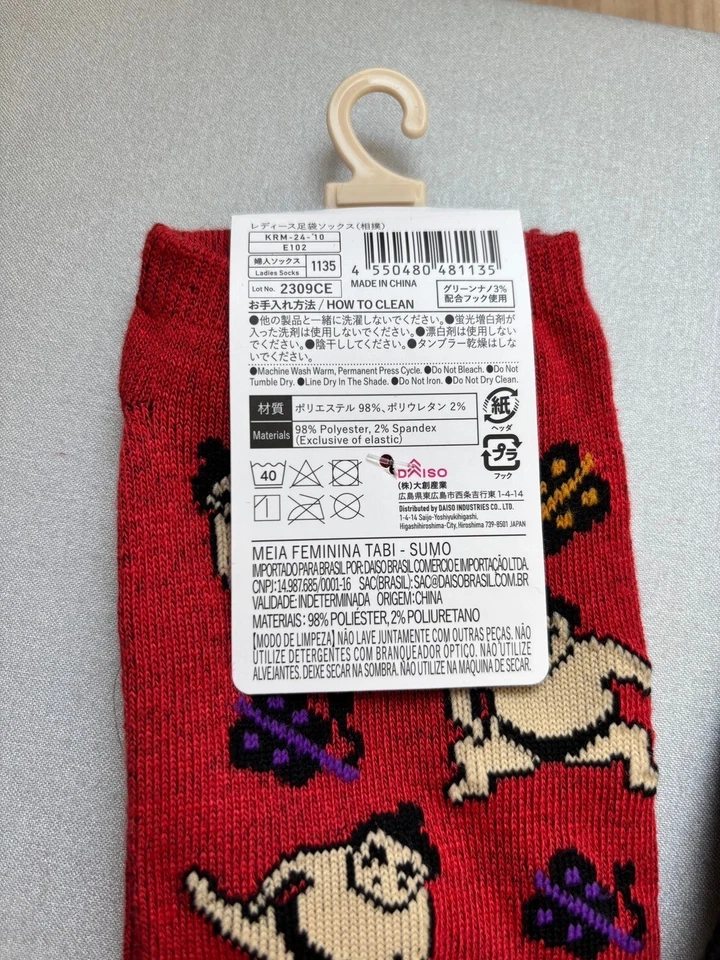 レディース足袋ソックス(相撲)
KRM-24-'10
E102
婦人ソックス
Ladies Socks
1135
Lot No. 2309CE
4 550480 481135
MADE IN CHINA
グリーンナノ3%
配合フック使用
お手入れ方法 / HOW TO CLEAN
●他の製品と一緒に洗濯しないでください。●蛍光増白剤が
入った洗剤は使用しないでください。●漂白剤は使用しない
でください。●陰干ししてください。●タンブラー乾燥はしな
いでください。
●Machine Wash Warm, Permanent Press Cycle. ●Do Not Bleach. ●Do Not
Tumble Dry. ●Line Dry In The Shade. ●Do Not Iron. ●Do Not Dry Clean.
材質
ポリエステル 98%、ポリウレタン 2%
Materials
98% Polyester, 2% Spandex
(Exclusive of elastic)
紙
ヘッダ
プラ
フック
40
DAISO
(株)大創産業
広島県東広島市西条吉行東 1-4-14
Distributed by DAISO INDUSTRIES CO., LTD.
1-4-14 Saijo-Yoshiyukihigashi,
Higashihiroshima-City, Hiroshima 739-8501 JAPAN
MEIA FEMININA TABI - SUMO
IMPORTADO PARA BRASIL POR: DAISO BRASIL COMERCIO E IMPORTAÇÃO LTDA.
CNPJ: 14.987.685/0001-16 SAC(BRASIL): SAC@DAISOBRASIL.COM.BR
VALIDADE: INDETERMINADA ORIGEM: CHINA
MATERIAIS: 98% POLIÉSTER, 2% POLIURETANO
【MODO DE LIMPEZA】NÃO LAVE JUNTAMENTE COM OUTRAS PEÇAS. NÃO
UTILIZE DETERGENTES COM BRANQUEADOR OPTICO. NÃO UTILIZE
ALVEJANTES. DEIXE SECAR NA SOMBRA. NÃO UTILIZE NA MAQUINA DE SECAR.